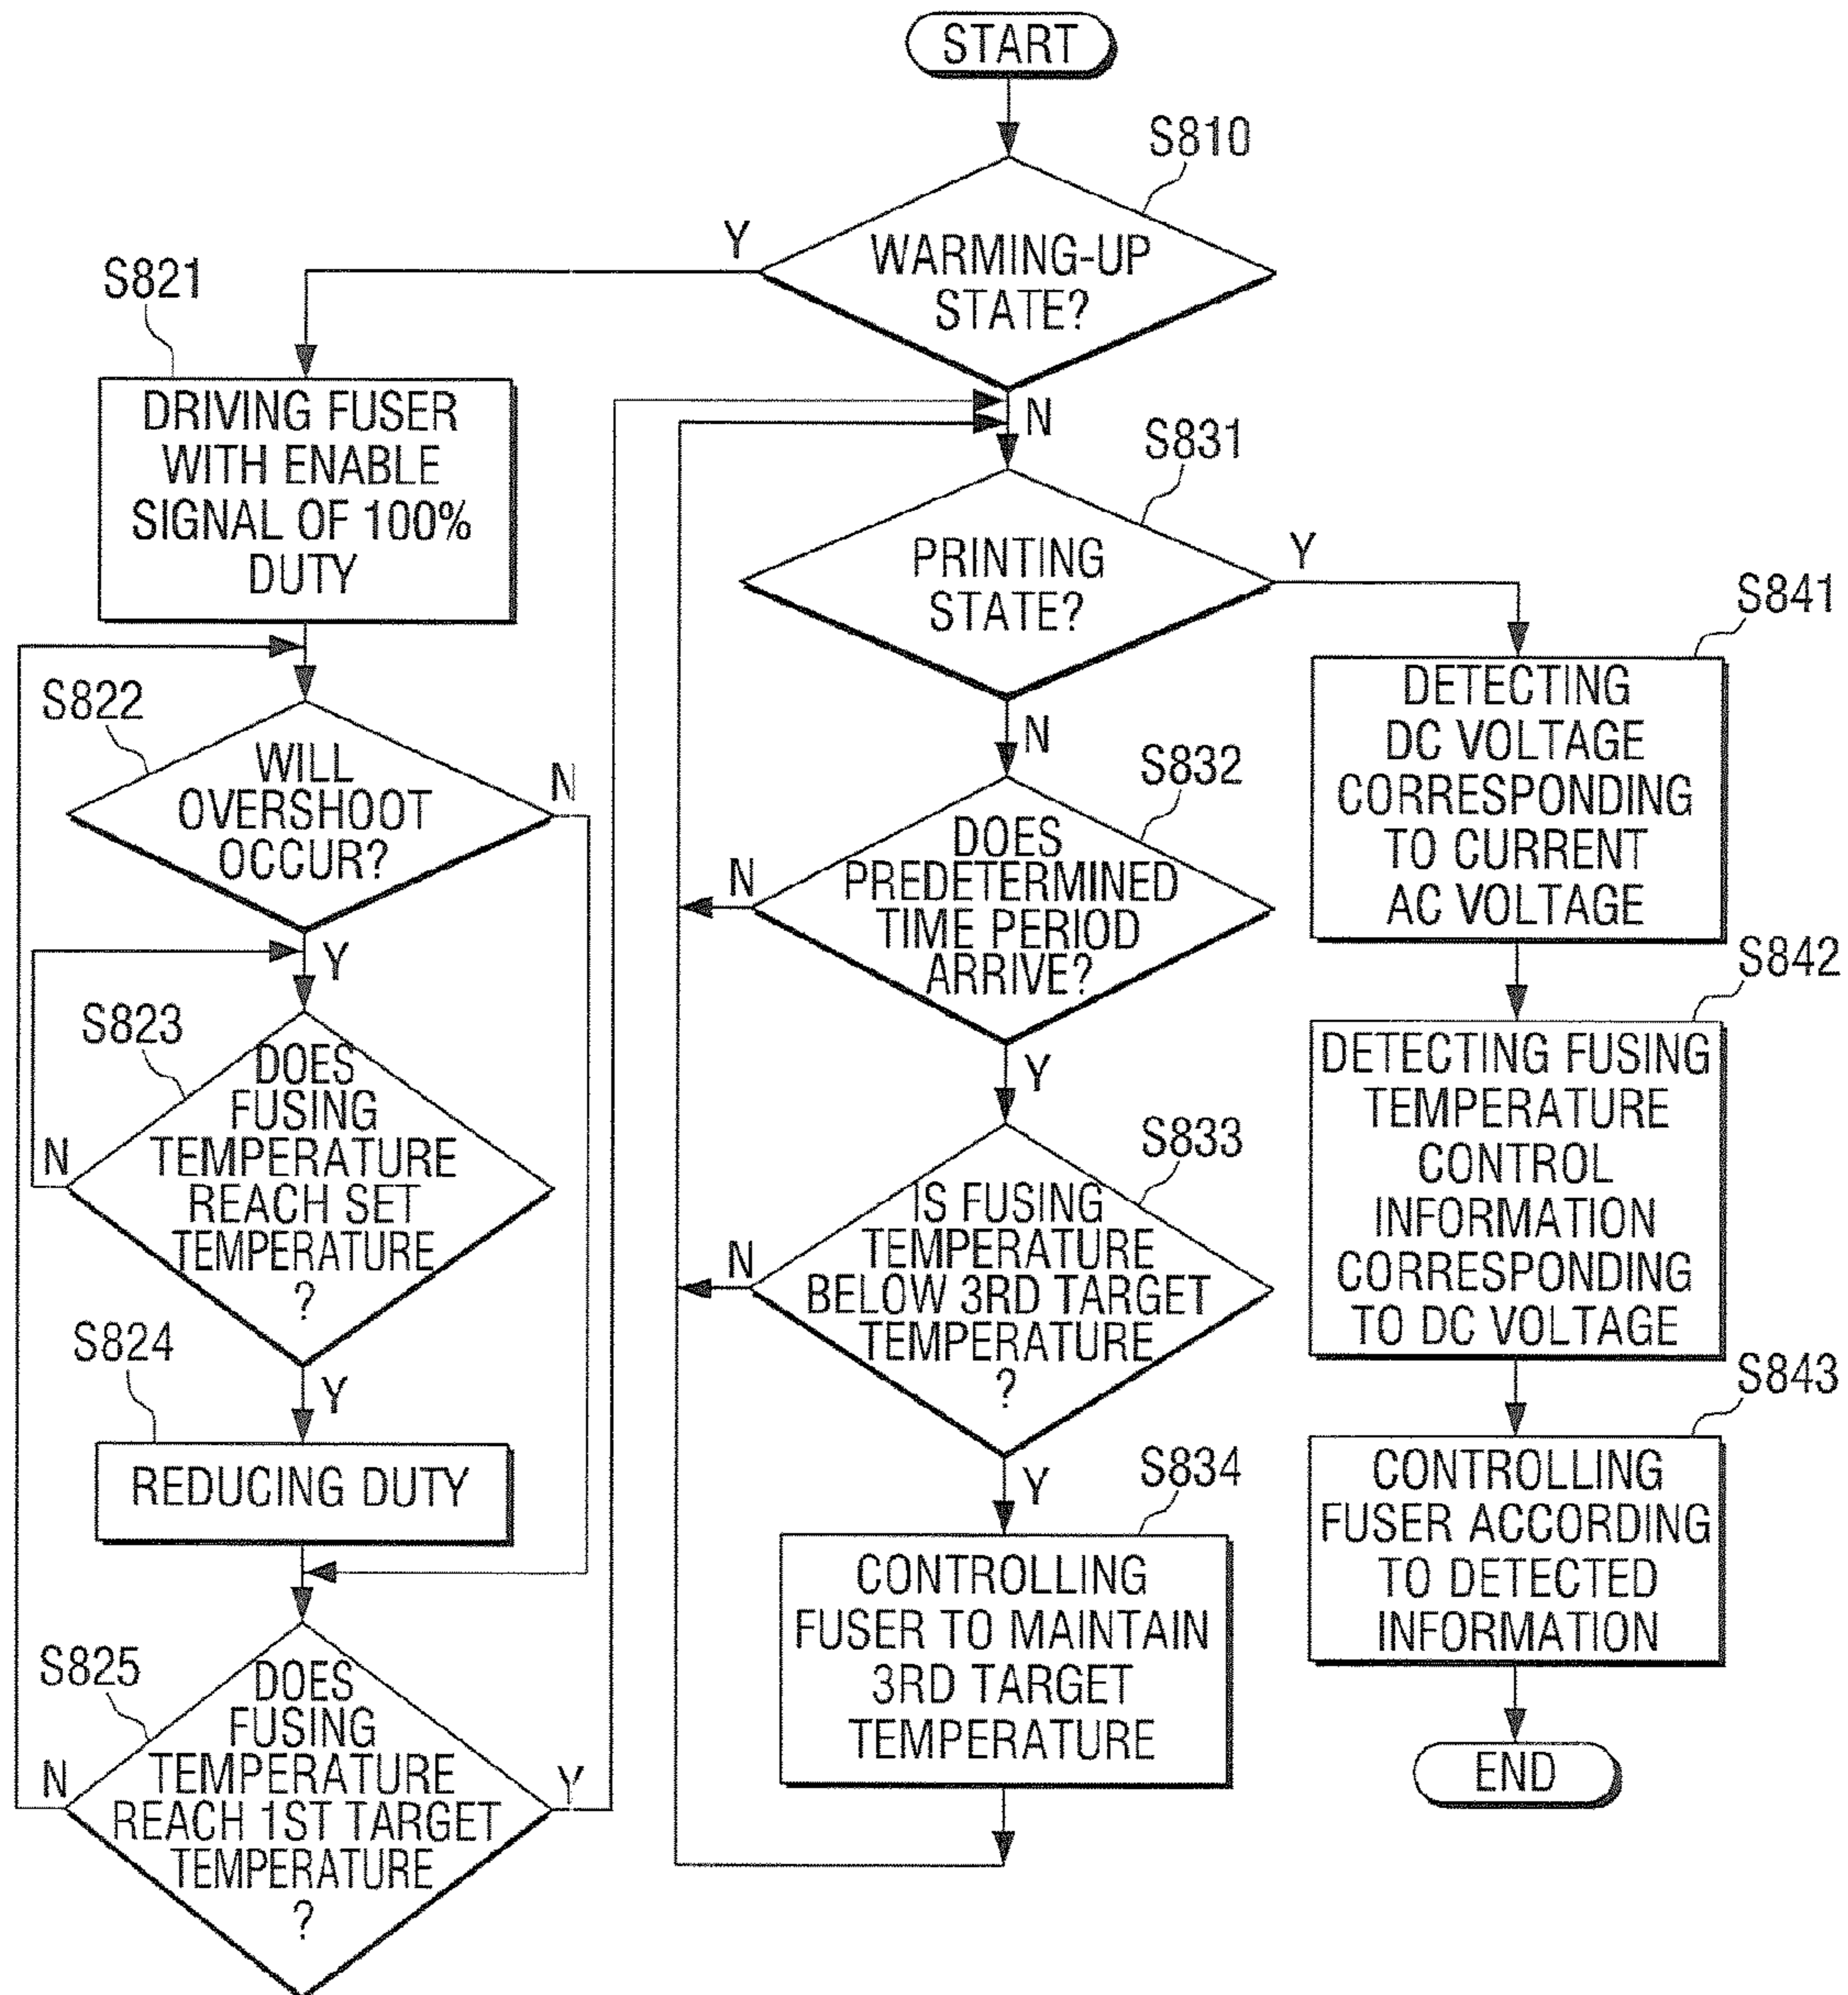 START
S810
WARMING-UP
STATE?
Y
N
S821
DRIVING FUSER
WITH ENABLE
SIGNAL OF 100%
DUTY
S822
WILL
OVERSHOOT
OCCUR?
N
Y
S823
DOES
FUSING
TEMPERATURE
REACH SET
TEMPERATURE
?
N
Y
S824
REDUCING DUTY
S825
DOES
FUSING
TEMPERATURE
REACH 1ST TARGET
TEMPERATURE
?
N
Y
S831
PRINTING
STATE?
Y
N
S832
DOES
PREDETERMINED
TIME PERIOD
ARRIVE?
N
Y
S833
IS FUSING
TEMPERATURE
BELOW 3RD TARGET
TEMPERATURE
?
N
Y
S834
CONTROLLING
FUSER TO MAINTAIN
3RD TARGET
TEMPERATURE
S841
DETECTING
DC VOLTAGE
CORRESPONDING
TO CURRENT
AC VOLTAGE
S842
DETECTING FUSING
TEMPERATURE
CONTROL
INFORMATION
CORRESPONDING
TO DC VOLTAGE
S843
CONTROLLING
FUSER ACCORDING
TO DETECTED
INFORMATION
END